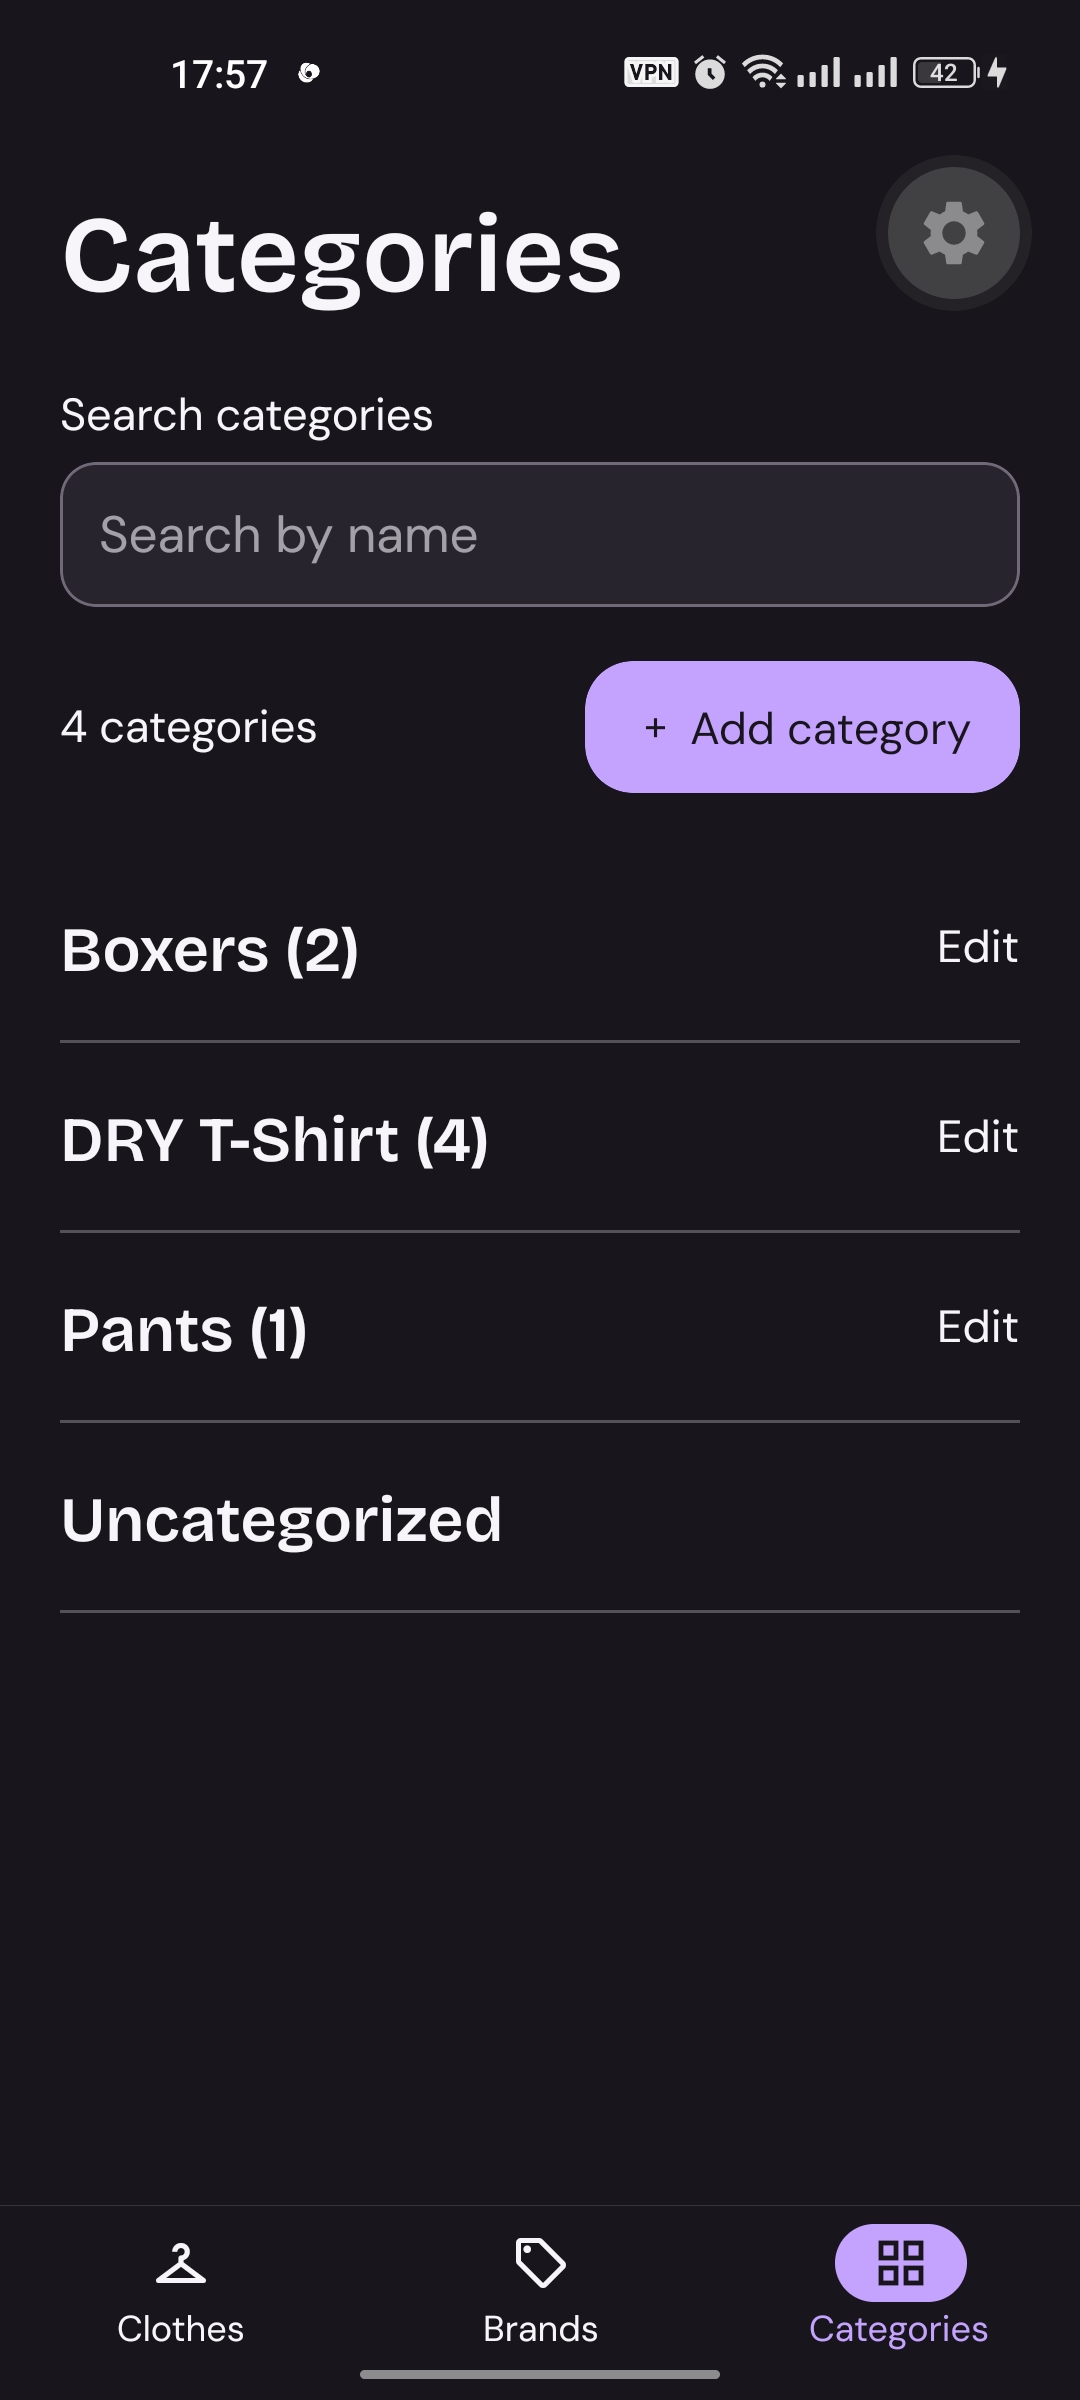 17:57
VPN
42
Categories
Search categories
Search by name
4 categories
+ Add category
Boxers (2)
Edit
DRY T-Shirt (4)
Edit
Pants (1)
Edit
Uncategorized
Clothes
Brands
Categories